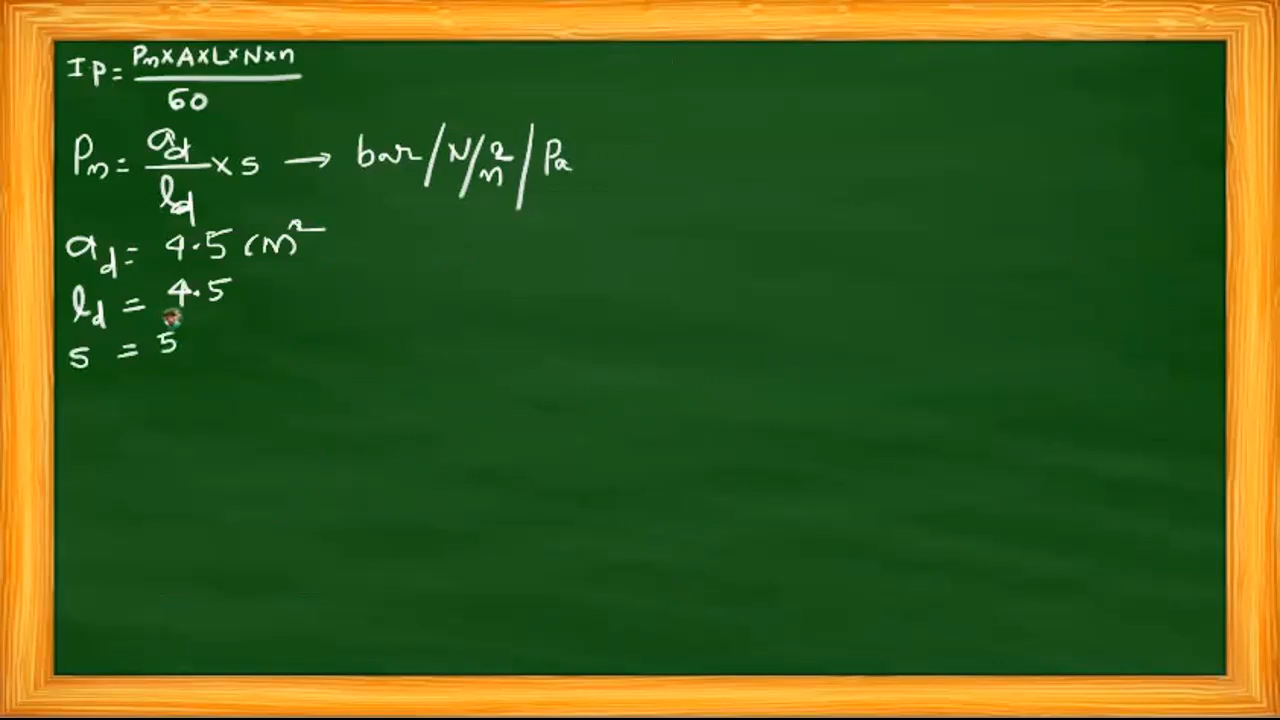 IP = Pm×A×L×N×n / 60
Pm = ad / ld × s → bar / N/m² / Pa
ad = 4.5 cm²
ld = 4.5
s = 5